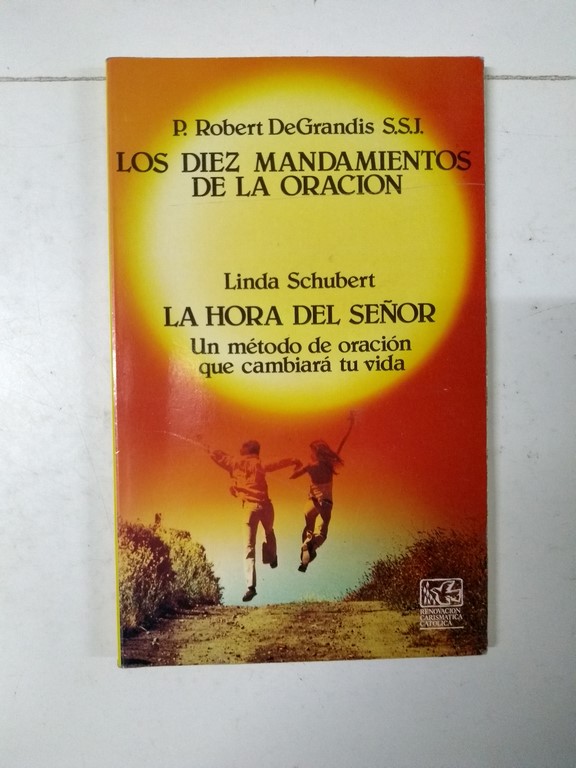 P. Robert DeGrandis S.S.J.
LOS DIEZ MANDAMIENTOS
DE LA ORACION
Linda Schubert
LA HORA DEL SEÑOR
Un método de oración
que cambiará tu vida
RENOVACION
CARISMATICA
CATOLICA